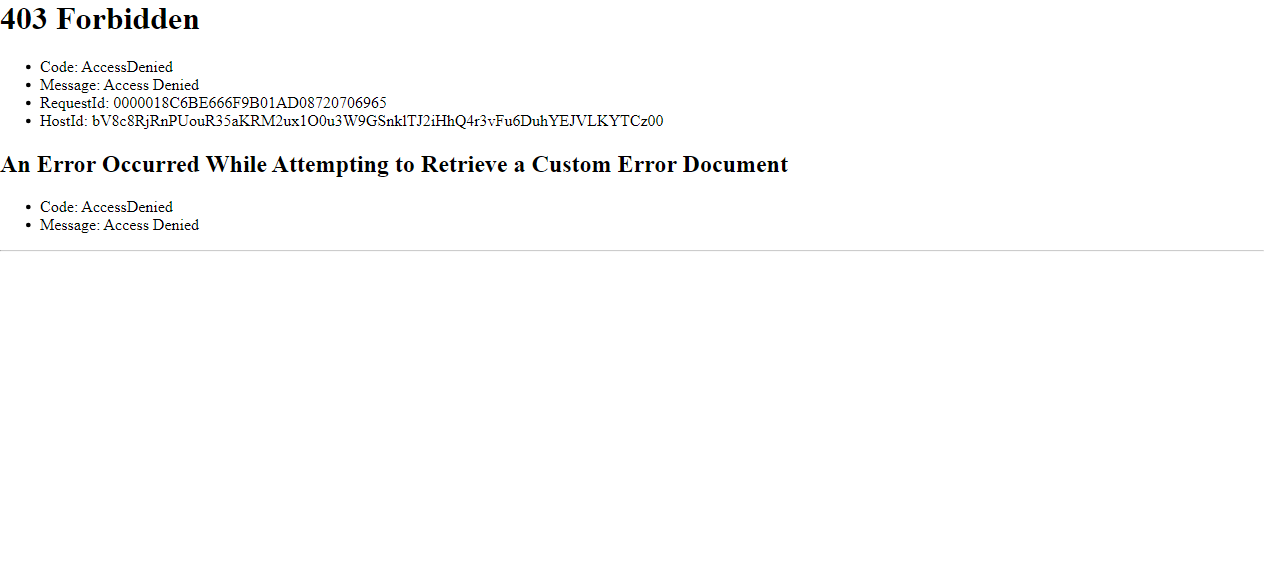 403 Forbidden
Code: AccessDenied
Message: Access Denied
RequestId: 0000018C6BE666F9B01AD08720706965
HostId: bV8c8RjRnPUouR35aKRM2ux1O0u3W9GSnklTJ2iHhQ4r3vFu6DuhYEJVLKYTCz00
An Error Occurred While Attempting to Retrieve a Custom Error Document
Code: AccessDenied
Message: Access Denied